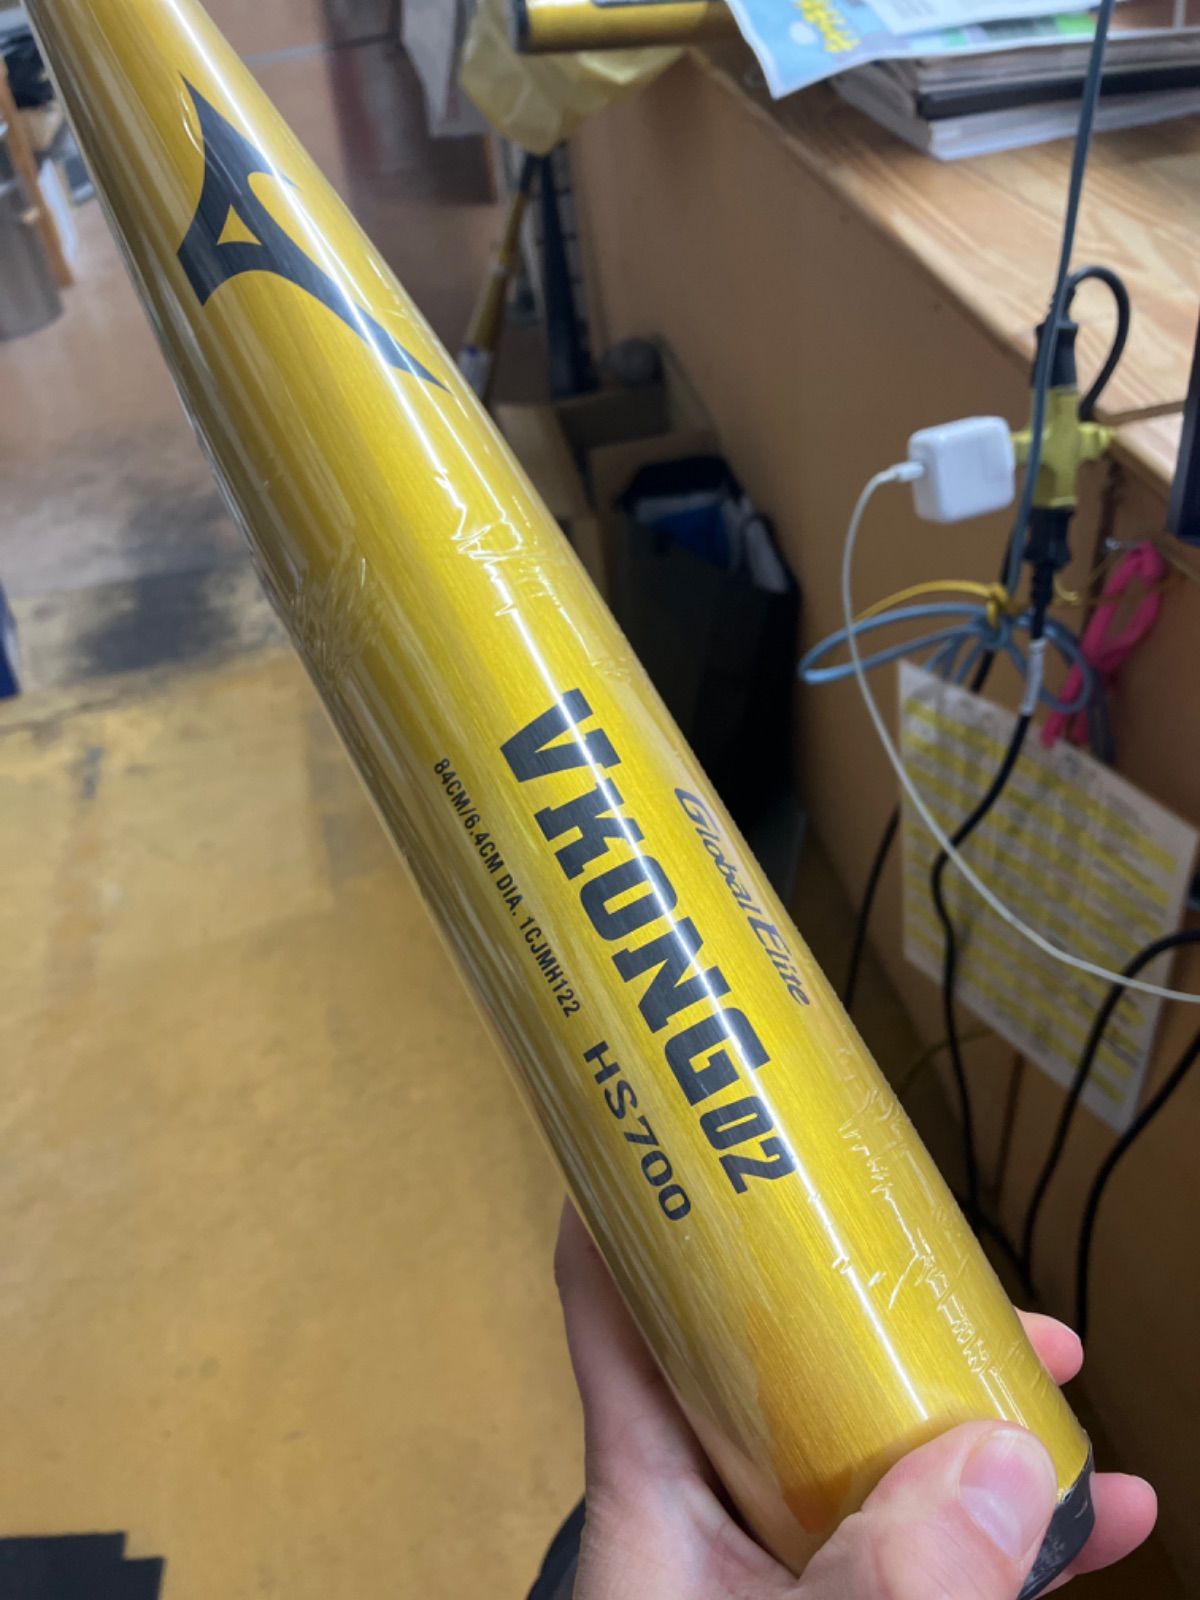 Global Elite
VKONG02
84CM/6.4CM DIA. 1CJMH122 HS700